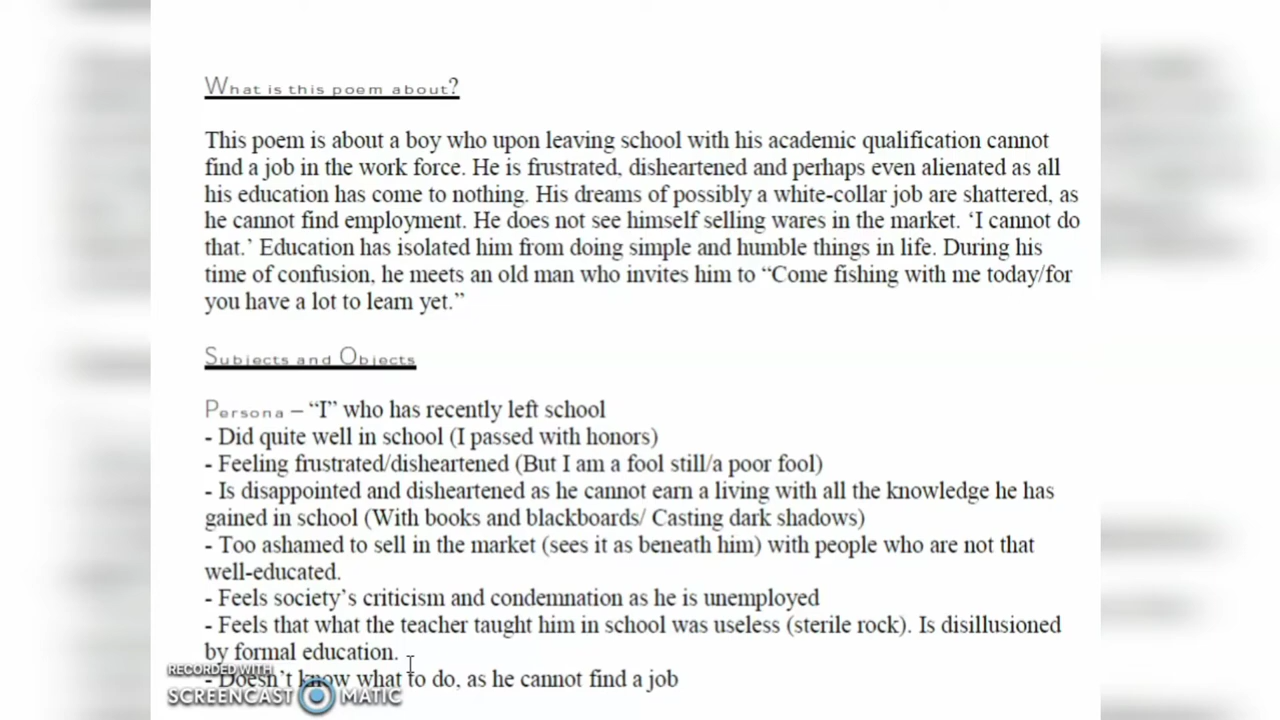 What is this poem about?
This poem is about a boy who upon leaving school with his academic qualification cannot
find a job in the work force. He is frustrated, disheartened and perhaps even alienated as all
his education has come to nothing. His dreams of possibly a white-collar job are shattered, as
he cannot find employment. He does not see himself selling wares in the market. ‘I cannot do
that.’ Education has isolated him from doing simple and humble things in life. During his
time of confusion, he meets an old man who invites him to “Come fishing with me today/for
you have a lot to learn yet.”
Subjects and Objects
Persona – “I” who has recently left school
- Did quite well in school (I passed with honors)
- Feeling frustrated/disheartened (But I am a fool still/a poor fool)
- Is disappointed and disheartened as he cannot earn a living with all the knowledge he has
gained in school (With books and blackboards/ Casting dark shadows)
- Too ashamed to sell in the market (sees it as beneath him) with people who are not that
well-educated.
- Feels society’s criticism and condemnation as he is unemployed
- Feels that what the teacher taught him in school was useless (sterile rock). Is disillusioned
by formal education.
- Doesn’t know what to do, as he cannot find a job
RECORDED WITH
SCREENCAST MATIC